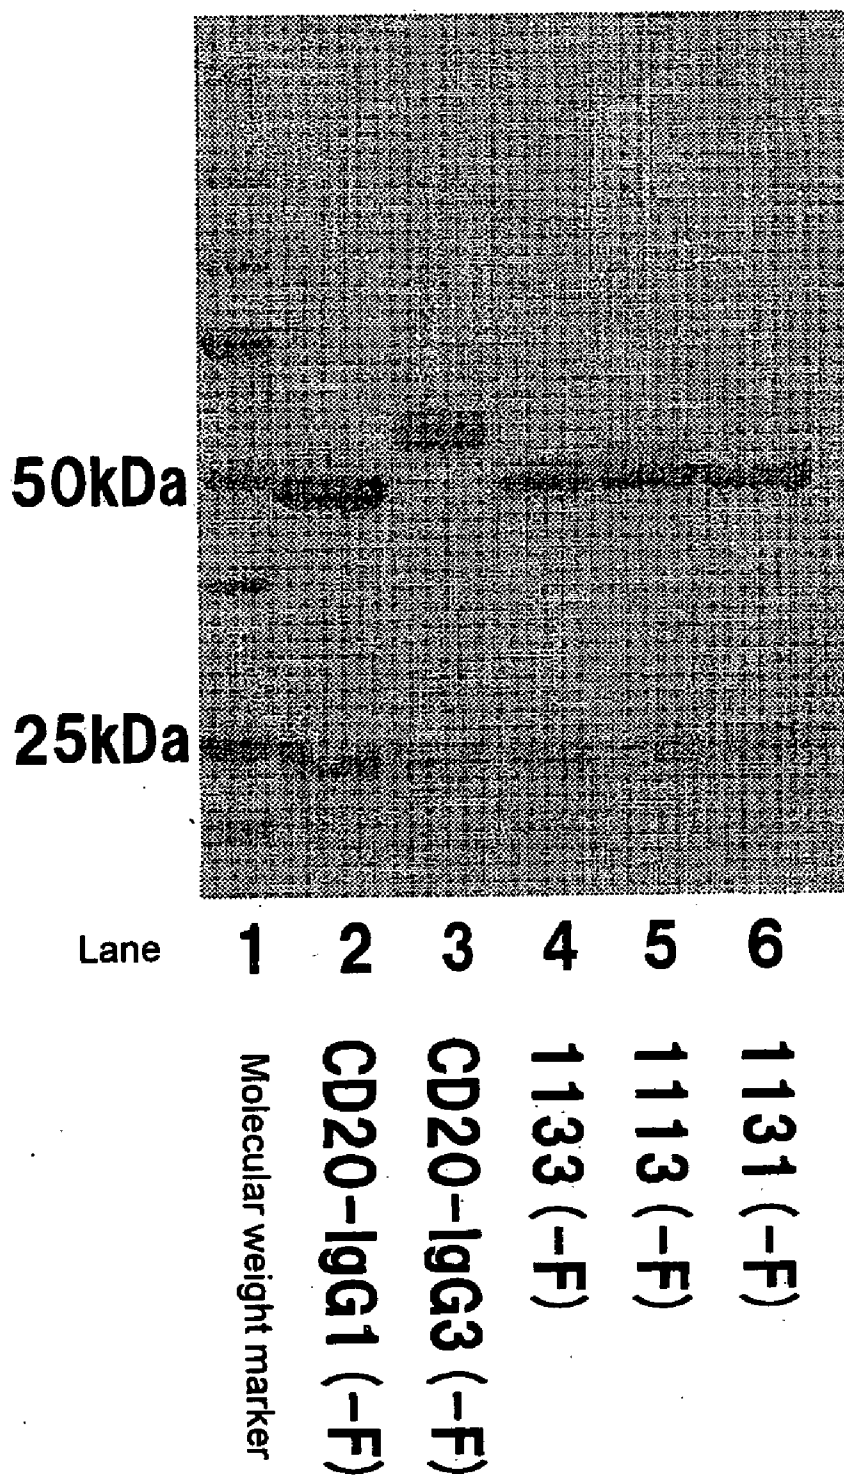 50kDa
25kDa
Lane 1 2 3 4 5 6
Molecular weight marker
CD20-IgG1 (-F)
CD20-IgG3 (-F)
1133 (-F)
1113 (-F)
1131 (-F)